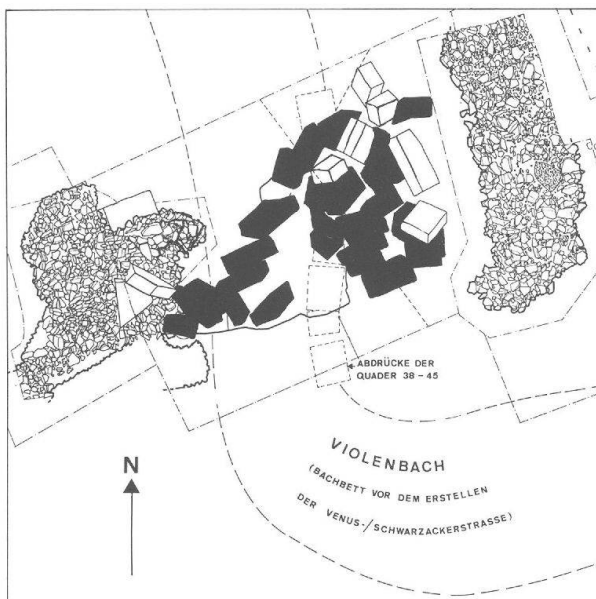 ABDRÜCKE DER
QUADER 38 – 45
VIOLENBACH
(BACHBETT VOR DEM ERSTELLEN
DER VENUS-/SCHWARZACKERSTRASSE)
N